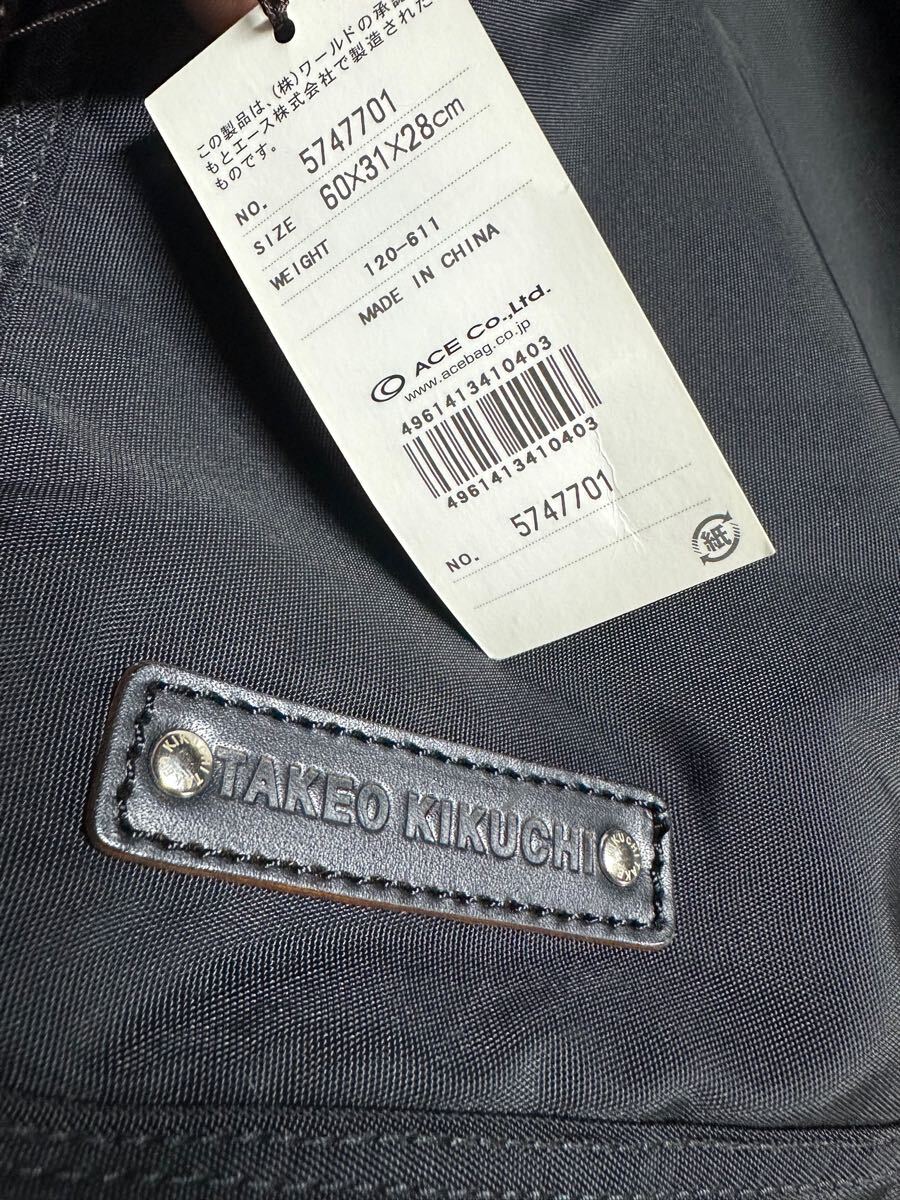 この製品は、(株)ワールドの承認
もとエース株式会社で製造された
ものです。
NO. 5747701
SIZE 60×31×28cm
WEIGHT
120-611
MADE IN CHINA
ACE Co.,Ltd.
www.acebag.co.jp
4961413410403
4961413410403
NO. 5747701
紙
TAKEO KIKUCHI